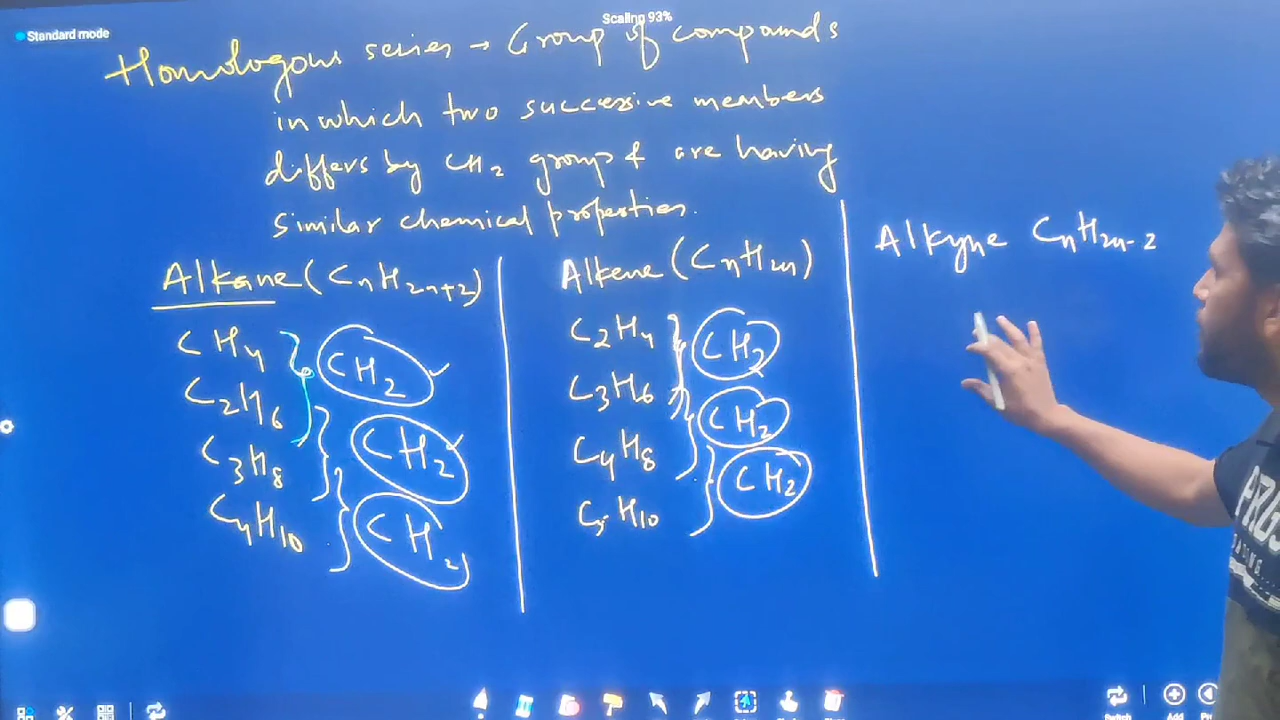 Scaling 93%
Standard mode
Homologous series → Group of compounds
in which two successive members
differs by CH2 group & are having
similar chemical properties.
Alkane (CnH2n+2)
CH4
CH2
C2H6
C3H8
CH2
C4H10
CH2
Alkene (CnH2n)
C2H4
CH2
C3H6
CH2
C4H8
CH2
C5H10
Alkyne CnH2n-2
Add